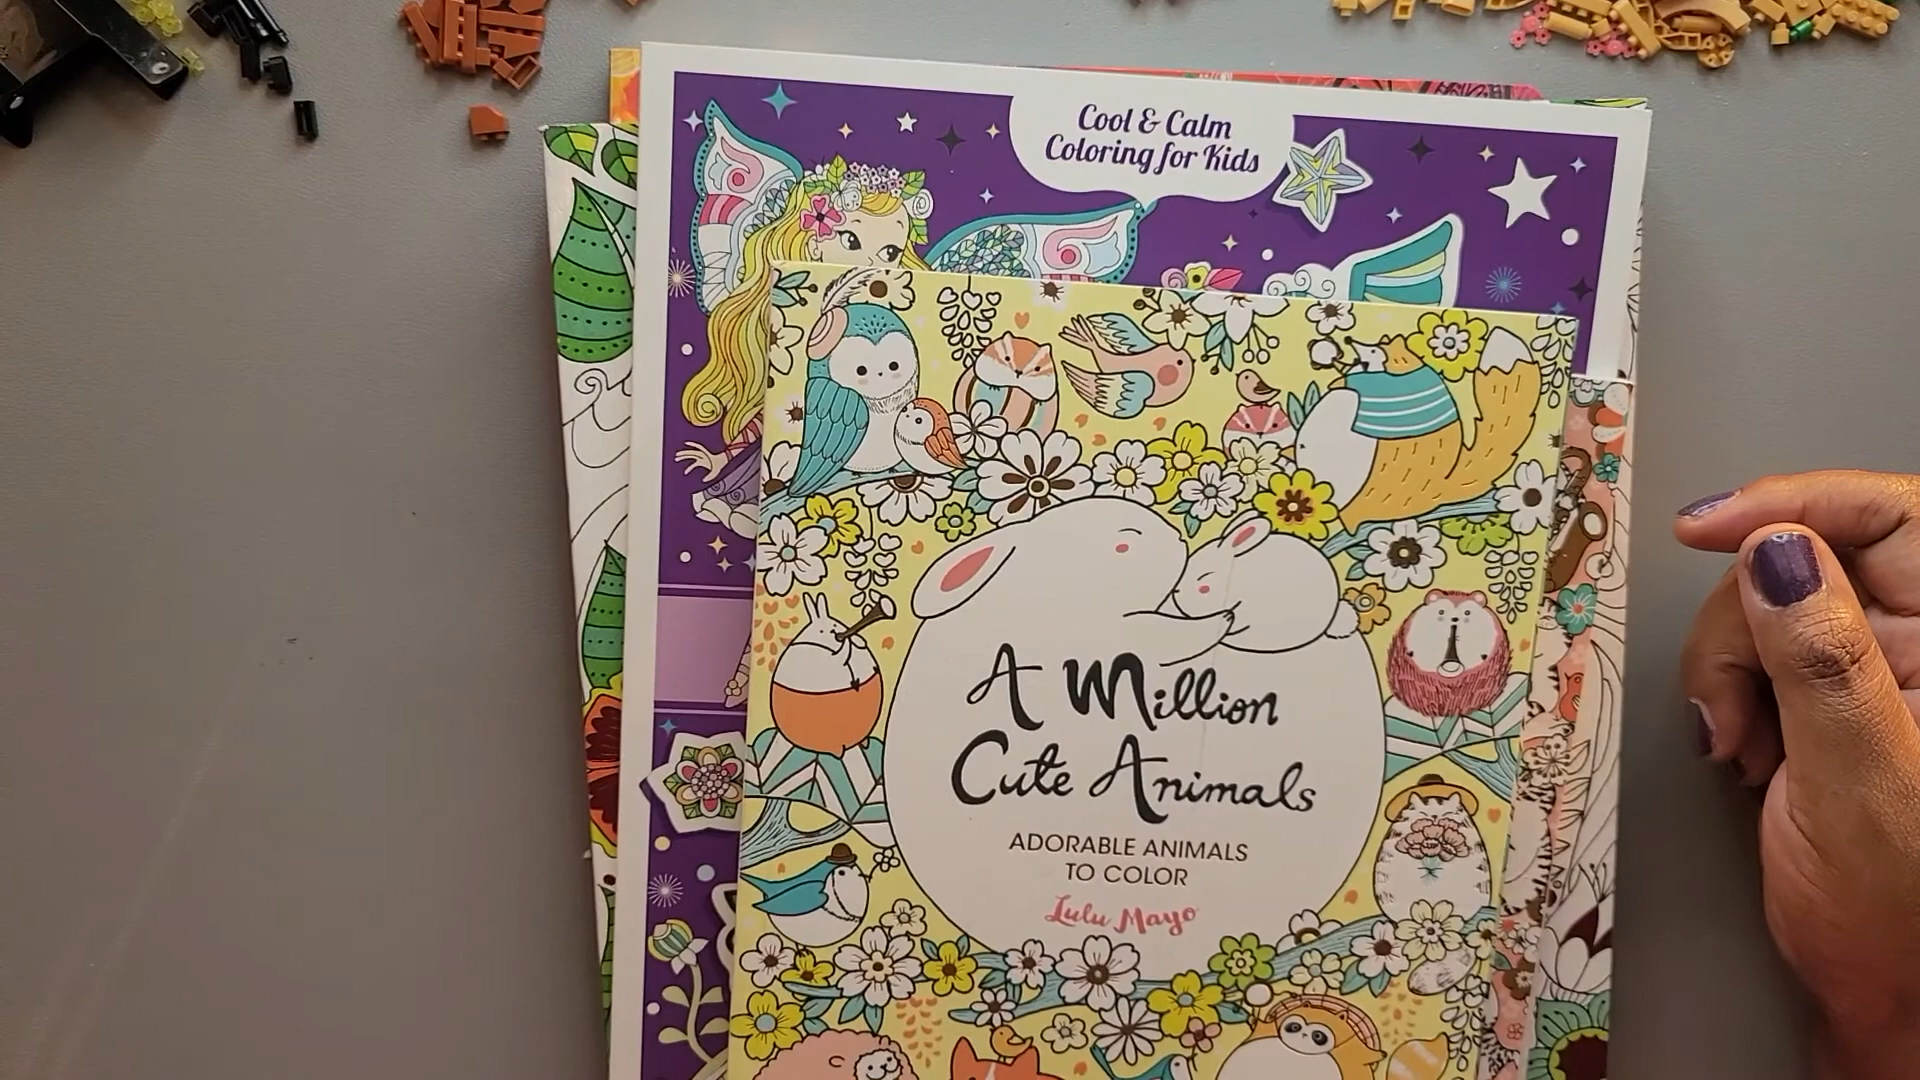 Cool & Calm
Coloring for Kids
A Million
Cute Animals
ADORABLE ANIMALS
TO COLOR
Lulu Mayo